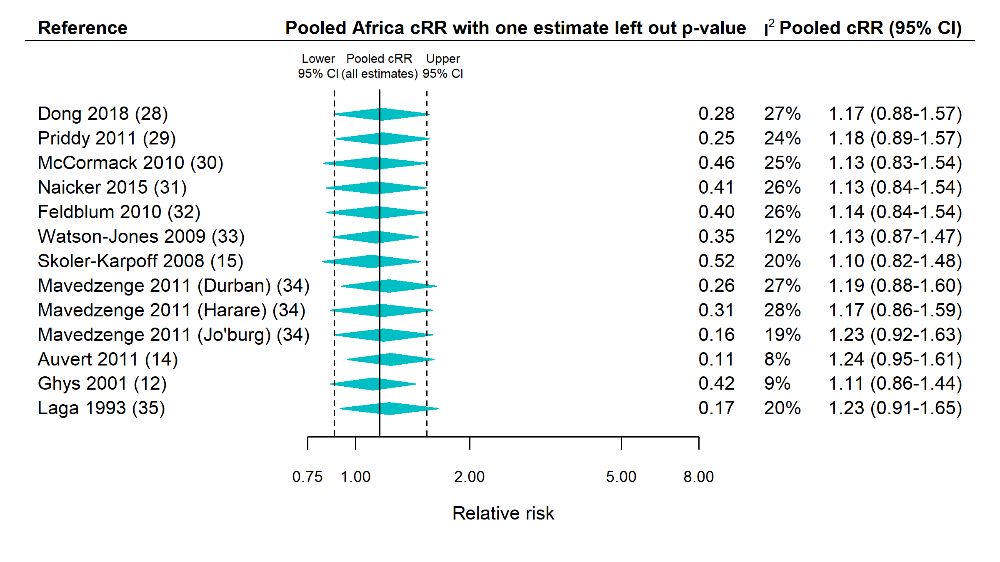 Reference Pooled Africa cRR with one estimate left out p-value I² Pooled cRR (95% CI)
Lower Pooled cRR Upper
95% CI (all estimates) 95% CI
Dong 2018 (28) 0.28 27% 1.17 (0.88-1.57)
Priddy 2011 (29) 0.25 24% 1.18 (0.89-1.57)
McCormack 2010 (30) 0.46 25% 1.13 (0.83-1.54)
Naicker 2015 (31) 0.41 26% 1.13 (0.84-1.54)
Feldblum 2010 (32) 0.40 26% 1.14 (0.84-1.54)
Watson-Jones 2009 (33) 0.35 12% 1.13 (0.87-1.47)
Skoler-Karpoff 2008 (15) 0.52 20% 1.10 (0.82-1.48)
Mavedzenge 2011 (Durban) (34) 0.26 27% 1.19 (0.88-1.60)
Mavedzenge 2011 (Harare) (34) 0.31 28% 1.17 (0.86-1.59)
Mavedzenge 2011 (Jo'burg) (34) 0.16 19% 1.23 (0.92-1.63)
Auvert 2011 (14) 0.11 8% 1.24 (0.95-1.61)
Ghys 2001 (12) 0.42 9% 1.11 (0.86-1.44)
Laga 1993 (35) 0.17 20% 1.23 (0.91-1.65)
0.75 1.00 2.00 5.00 8.00
Relative risk